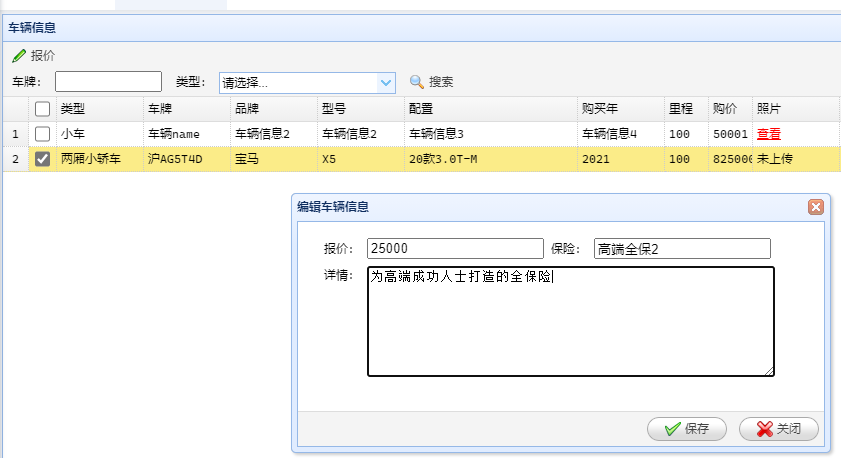 车辆信息
报价
车牌: 类型: 请选择... 搜索
类型 车牌 品牌 型号 配置 购买年 里程 购价 照片
1 小车 车辆name 车辆信息2 车辆信息2 车辆信息3 车辆信息4 100 50001 查看
2 两厢小轿车 沪AG5T4D 宝马 X5 20款3.0T-M 2021 100 825000 未上传
编辑车辆信息
报价: 25000 保险: 高端全保2
详情: 为高端成功人士打造的全保险
保存 关闭